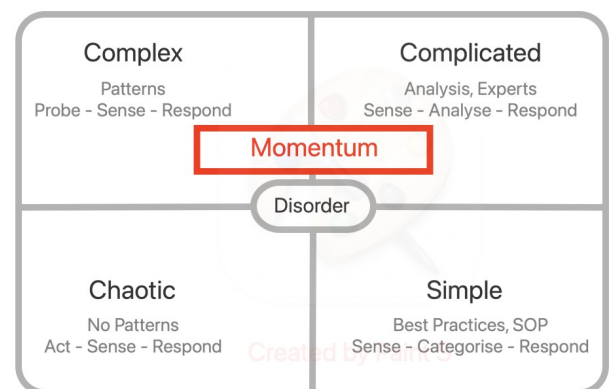 Complex
Patterns
Probe - Sense - Respond
Complicated
Analysis, Experts
Sense - Analyse - Respond
Momentum
Disorder
Chaotic
No Patterns
Act - Sense - Respond
Simple
Best Practices, SOP
Sense - Categorise - Respond
Created by Paint S